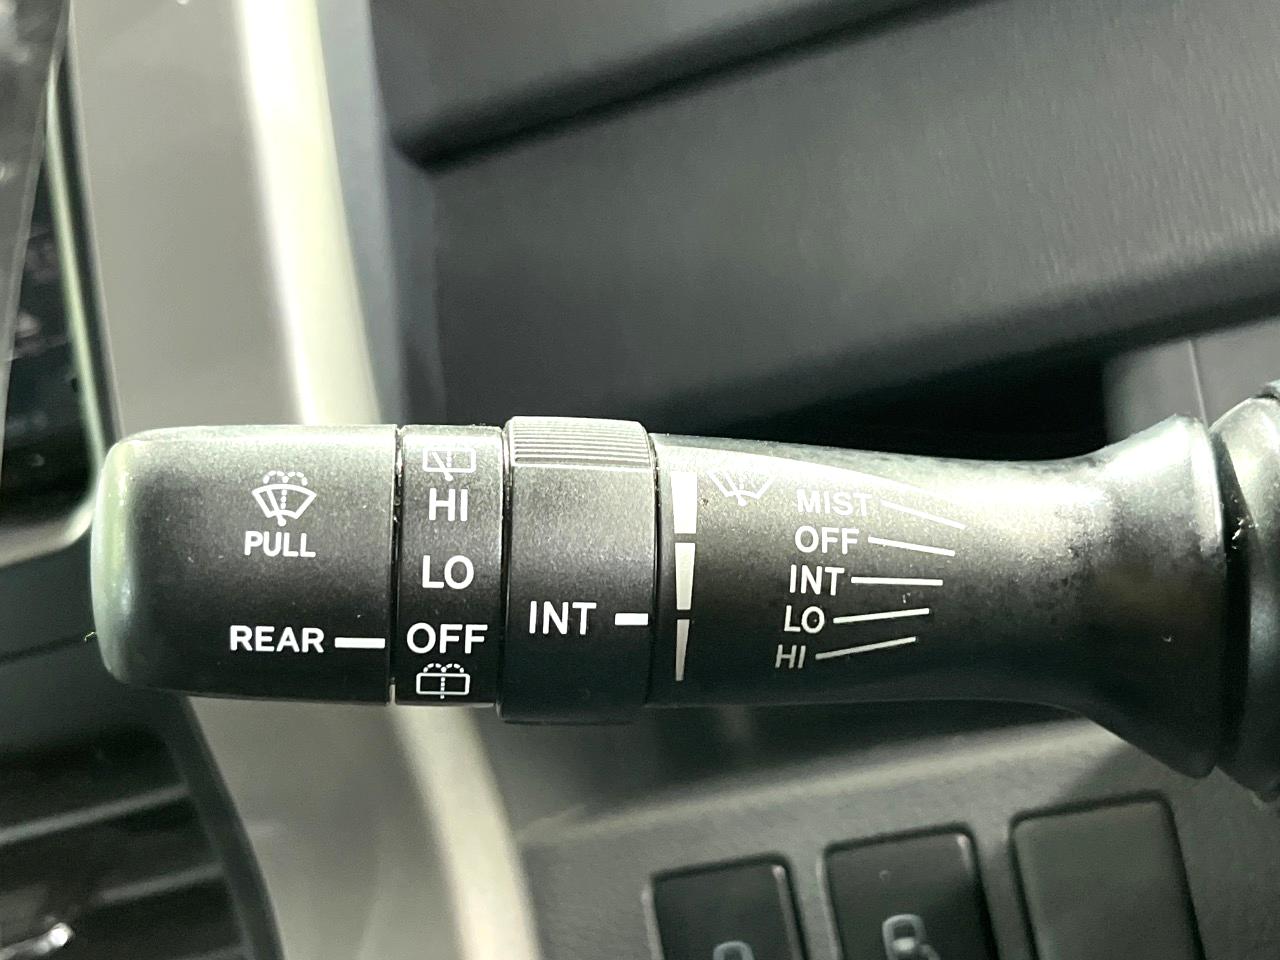 PULL
REAR
HI
LO
OFF
INT
MIST
OFF
INT
LO
HI